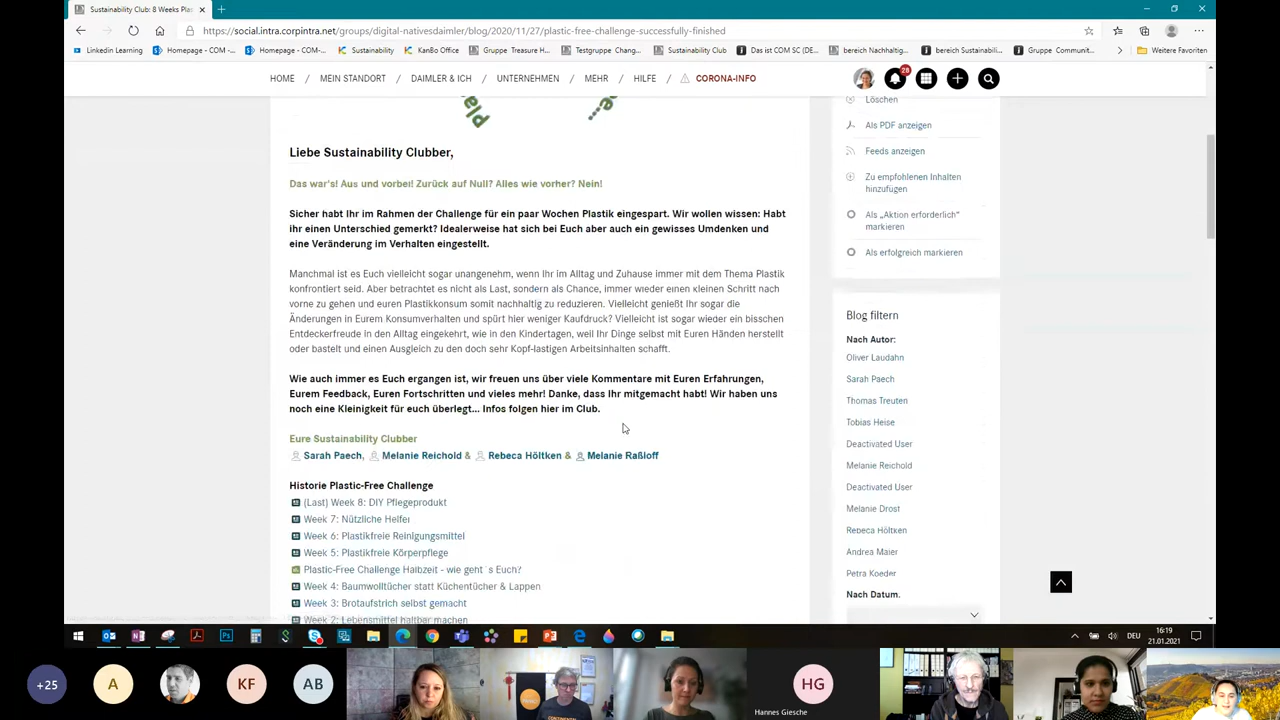 Sustainability Club: 8 Weeks Plas
https://social.intra.corpintra.net/groups/digital-nativesdaimler/blog/2020/11/27/plastic-free-challenge-successfully-finished
Linkedin Learning
Homepage - COM -...
Homepage - COM-...
Sustainability
KanBo Office
Gruppe Treasure H...
Testgruppe Chang...
Sustainability Club
Das ist COM SC (DE...
bereich Nachhaltig...
bereich Sustainabili...
Gruppe Communit...
Weitere Favoriten
HOME / MEIN STANDORT / DAIMLER & ICH / UNTERNEHMEN / MEHR / HILFE / CORONA-INFO
28
Pla
ne.
Liebe Sustainability Clubber,
Das war's! Aus und vorbei! Zurück auf Null? Alles wie vorher? Nein!
Sicher habt Ihr im Rahmen der Challenge für ein paar Wochen Plastik eingespart. Wir wollen wissen: Habt
ihr einen Unterschied gemerkt? Idealerweise hat sich bei Euch aber auch ein gewisses Umdenken und
eine Veränderung im Verhalten eingestellt.
Manchmal ist es Euch vielleicht sogar unangenehm, wenn Ihr im Alltag und Zuhause immer mit dem Thema Plastik
konfrontiert seid. Aber betrachtet es nicht als Last, sondern als Chance, immer wieder einen kleinen Schritt nach
vorne zu gehen und euren Plastikkonsum somit nachhaltig zu reduzieren. Vielleicht genießt Ihr sogar die
Änderungen in Eurem Konsumverhalten und spürt hier weniger Kaufdruck? Vielleicht ist sogar wieder ein bisschen
Entdeckerfreude in den Alltag eingekehrt, wie in den Kindertagen, weil Ihr Dinge selbst mit Euren Händen herstellt
oder bastelt und einen Ausgleich zu den doch sehr Kopf-lastigen Arbeitsinhalten schafft.
Wie auch immer es Euch ergangen ist, wir freuen uns über viele Kommentare mit Euren Erfahrungen,
Eurem Feedback, Euren Fortschritten und vieles mehr! Danke, dass Ihr mitgemacht habt! Wir haben uns
noch eine Kleinigkeit für euch überlegt... Infos folgen hier im Club.
Eure Sustainability Clubber
Sarah Paech, Melanie Reichold & Rebeca Höltken & Melanie Raßloff
Historie Plastic-Free Challenge
(Last) Week 8: DIY Pflegeprodukt
Week 7: Nützliche Helfer
Week 6: Plastikfreie Reinigungsmittel
Week 5: Plastikfreie Körperpflege
Plastic-Free Challenge Halbzeit - wie geht´s Euch?
Week 4: Baumwolltücher statt Küchentücher & Lappen
Week 3: Brotaufstrich selbst gemacht
Week 2: Lebensmittel haltbar machen
Löschen
Als PDF anzeigen
Feeds anzeigen
Zu empfohlenen Inhalten
hinzufügen
Als „Aktion erforderlich“
markieren
Als erfolgreich markieren
Blog filtern
Nach Autor:
Oliver Laudahn
Sarah Paech
Thomas Treuten
Tobias Heise
Deactivated User
Melanie Reichold
Deactivated User
Melanie Drost
Rebeca Höltken
Andrea Maier
Petra Koeder
Nach Datum.
DEU
16:19
21.01.2021
+25
A
KF
AB
CONTINENTAL
HG
Hannes Giesche